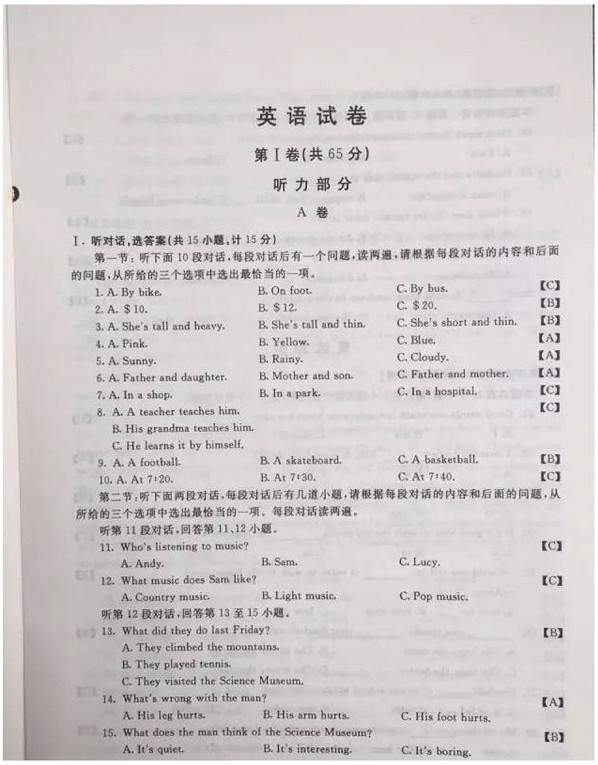 英语试卷
第Ⅰ卷(共65分)
听力部分
A 卷
Ⅰ. 听对话,选答案(共15小题,计15分)
第一节:听下面10段对话,每段对话后有一个问题,读两遍,请根据每段对话的内容和后面
的问题,从所给的三个选项中选出最恰当的一项。
1. A. By bike. B. On foot. C. By bus. 【C】
2. A. $10. B. $12. C. $20. 【B】
3. A. She's tall and heavy. B. She's tall and thin. C. She's short and thin. 【B】
4. A. Pink. B. Yellow. C. Blue. 【A】
5. A. Sunny. B. Rainy. C. Cloudy. 【A】
6. A. Father and daughter. B. Mother and son. C. Father and mother. 【A】
7. A. In a shop. B. In a park. C. In a hospital. 【C】
8. A. A teacher teaches him. 【C】
B. His grandma teaches him.
C. He learns it by himself.
9. A. A football. B. A skateboard. C. A basketball. 【B】
10. A. At 7:20. B. At 7:30. C. At 7:40. 【C】
第二节:听下面两段对话,每段对话后有几道小题,请根据每段对话的内容和后面的问题,从
所给的三个选项中选出最恰当的一项。每段对话读两遍。
听第11段对话,回答第11、12小题。
11. Who's listening to music? 【C】
A. Andy. B. Sam. C. Lucy.
12. What music does Sam like? 【C】
A. Country music. B. Light music. C. Pop music.
听第12段对话,回答第13至15小题。
13. What did they do last Friday? 【B】
A. They climbed the mountains.
B. They played tennis.
C. They visited the Science Museum.
14. What's wrong with the man? 【A】
A. His leg hurts. B. His arm hurts. C. His foot hurts.
15. What does the man think of the Science Museum? 【B】
A. It's quiet. B. It's interesting. C. It's boring.